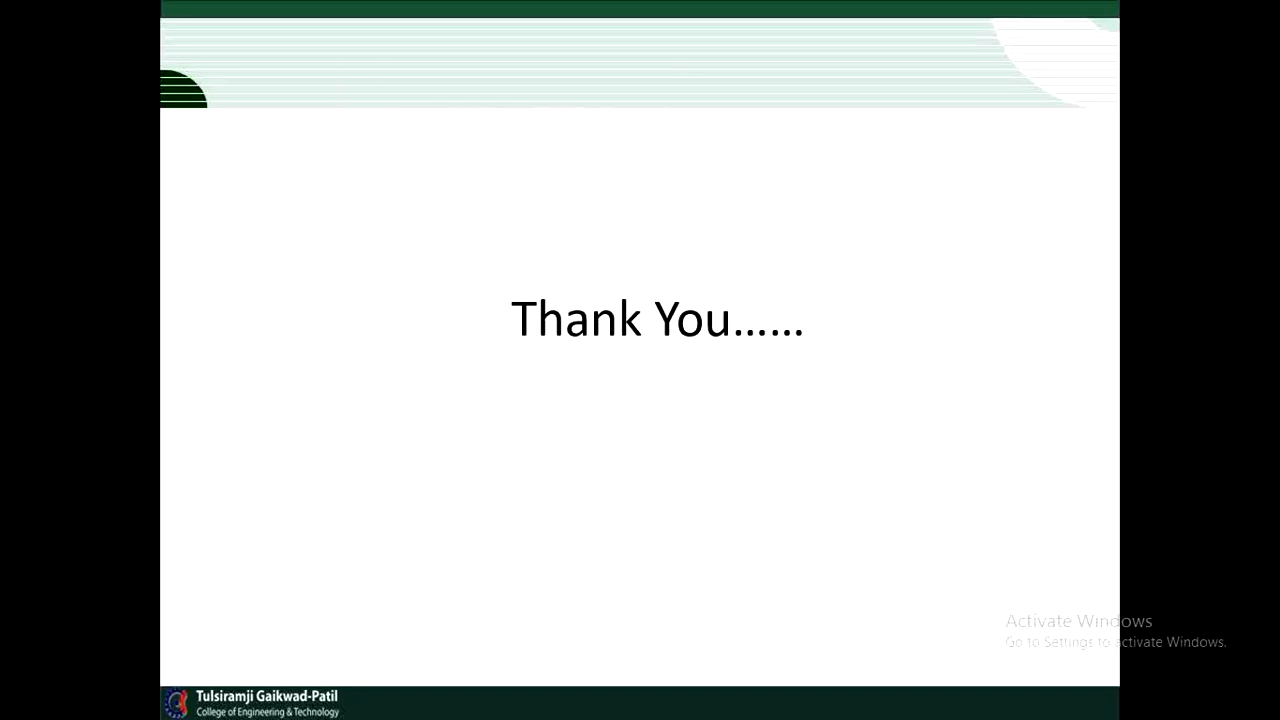 Thank You......
Activate Windows
Go to Settings to activate Windows.
Tulsiramji Gaikwad-Patil
College of Engineering & Technology